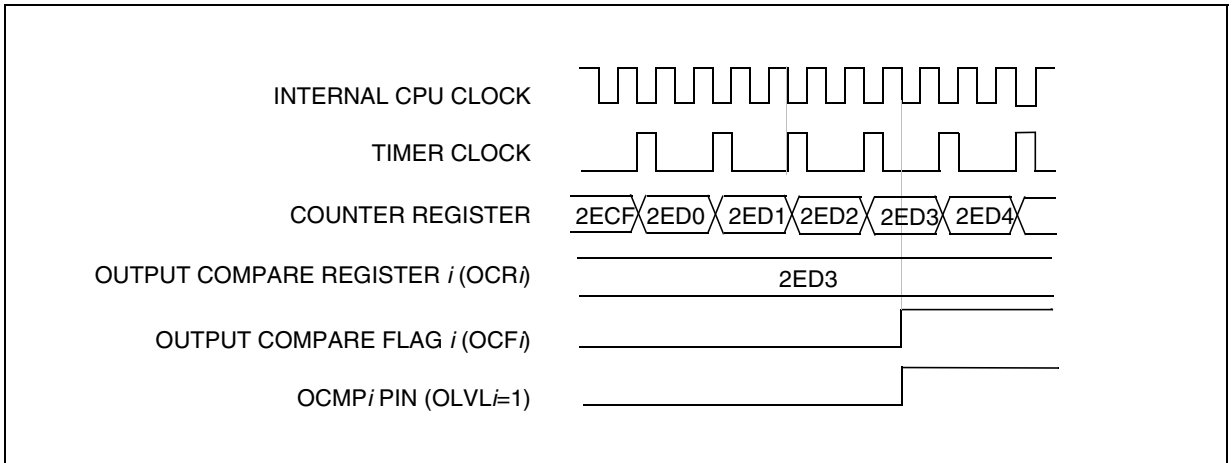 INTERNAL CPU CLOCK
TIMER CLOCK
COUNTER REGISTER 2ECF 2ED0 2ED1 2ED2 2ED3 2ED4
OUTPUT COMPARE REGISTER i (OCRi) 2ED3
OUTPUT COMPARE FLAG i (OCFi)
OCMPi PIN (OLVLi=1)